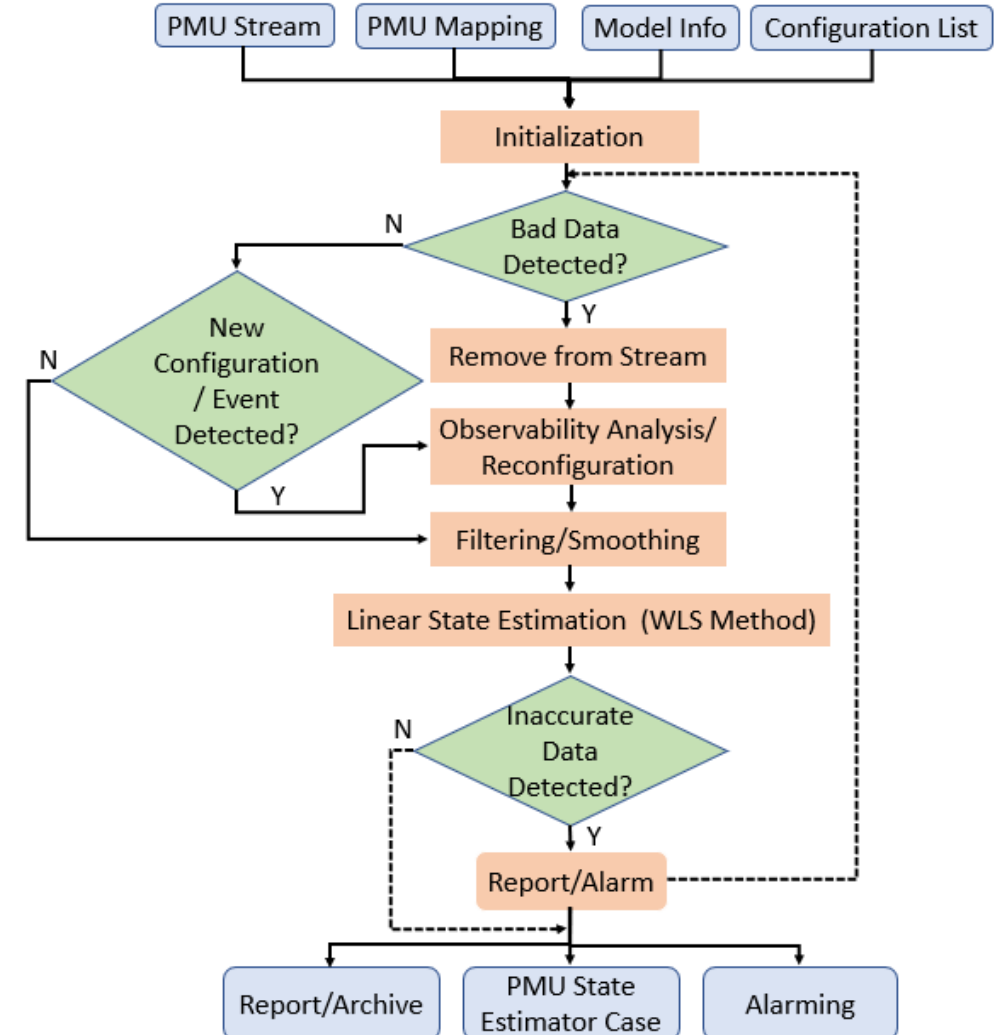 PMU Stream
PMU Mapping
Model Info
Configuration List
Initialization
N
Bad Data
Detected?
Y
New
Configuration
/ Event
Detected?
N
Y
Remove from Stream
Observability Analysis/
Reconfiguration
Filtering/Smoothing
Linear State Estimation (WLS Method)
N
Inaccurate
Data
Detected?
Y
Report/Alarm
Report/Archive
PMU State
Estimator Case
Alarming